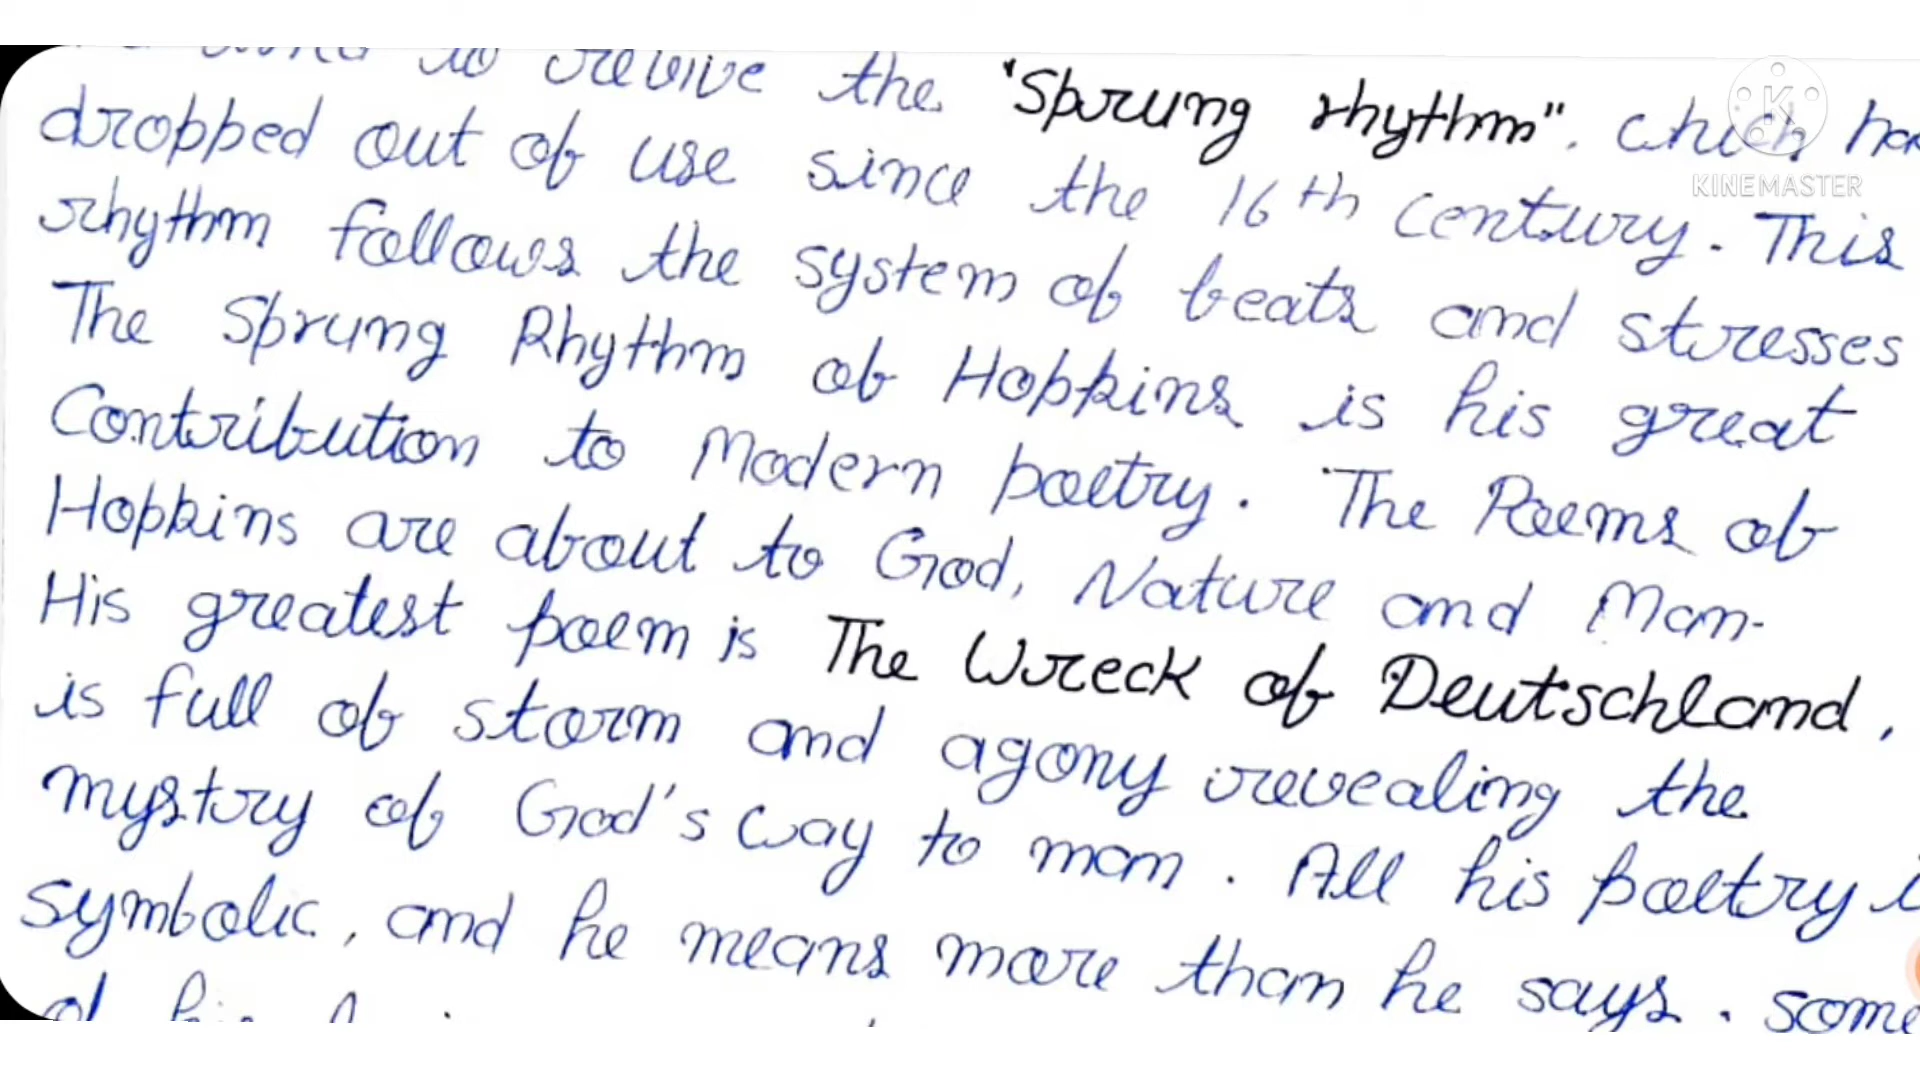 to revive the "Sprung rhythm". which
dropped out of use since the 16th Century. This
rhythm follows the system of beats and stresses
The Sprung Rhythm of Hopkins is his great
Contribution to Modern poetry. The Poems of
Hopkins are about to God, Nature and Man.
His greatest poem is The Wreck of Deutschland,
is full of storm and agony revealing the
mystry of God's way to man. All his poetry
symbolic, and he means more than he says. some
of his
KINEMASTER